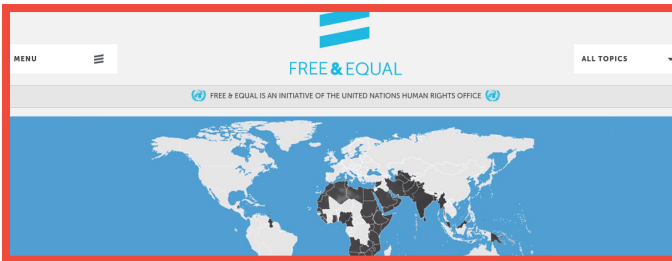 FREE & EQUAL
MENU
ALL TOPICS
FREE & EQUAL IS AN INITIATIVE OF THE UNITED NATIONS HUMAN RIGHTS OFFICE